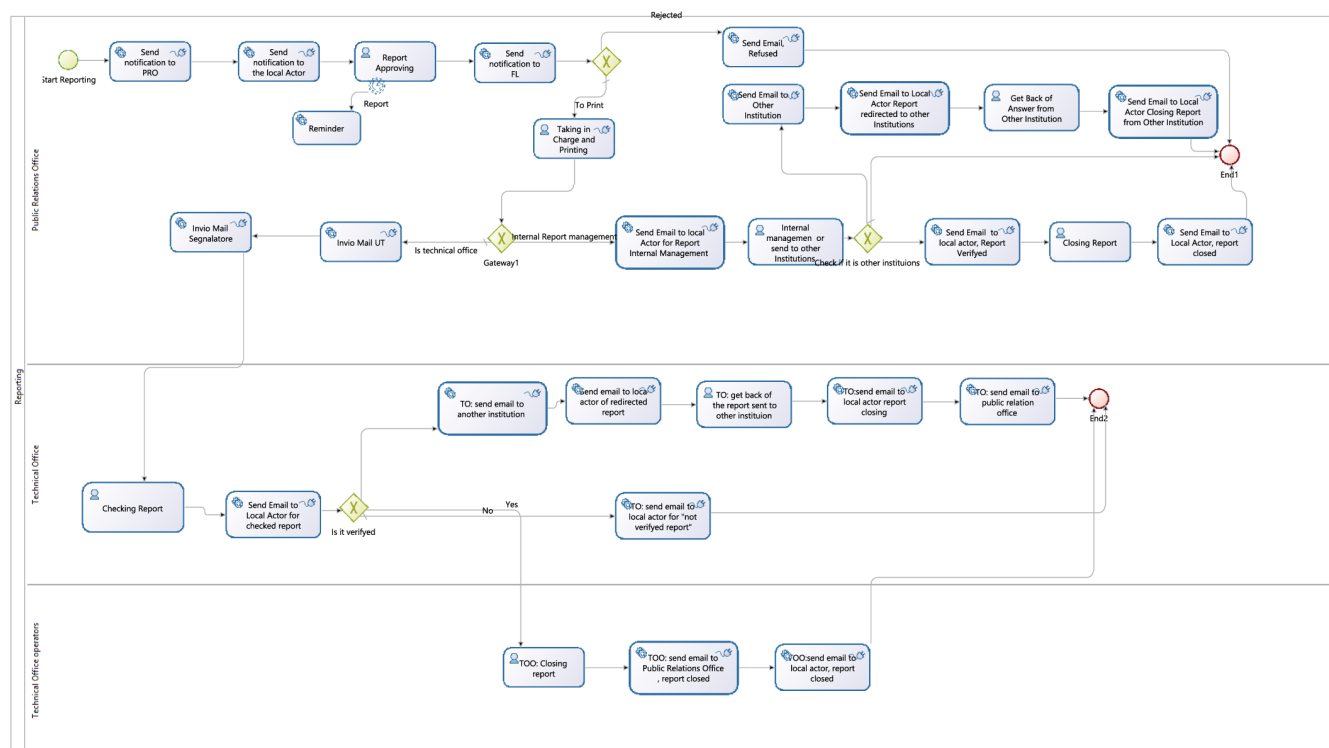 Rejected
Send
notification to
PRO
Send
notification to
the local Actor
Report
Approving
Send
notification to
FL
Send Email,
Refused
Start Reporting
Report
Reminder
To Print
Taking in
Charge and
Printing
Send Email to
Other
Institution
Send Email to Local
Actor Report
redirected to other
Institutions
Get Back of
Answer from
Other Institution
Send Email to Local
Actor Closing Report
from Other Institution
End1
Public Relations Office
Invio Mail
Segnalatore
Invio Mail UT
Is technical office
Gateway1
Internal Report management
Send Email to local
Actor for Report
Internal Management
Internal
managemen or
send to other
Institutions
Check if it is other instituions
Send Email to
local actor, Report
Verifyed
Closing Report
Send Email to
Local Actor, report
closed
Reporting
Technical Office
TO: send email to
another institution
Send email to local
actor of redirected
report
TO: get back of
the report sent to
other instituion
TO:send email to
local actor report
closing
TO: send email to
public relation
office
End2
Checking Report
Send Email to
Local Actor for
checked report
Is it verifyed
Yes
No
TO: send email to
local actor for "not
verifyed report"
Technical Office operators
TOO: Closing
report
TOO: send email to
Public Relations Office
, report closed
TOO:send email to
local actor, report
closed